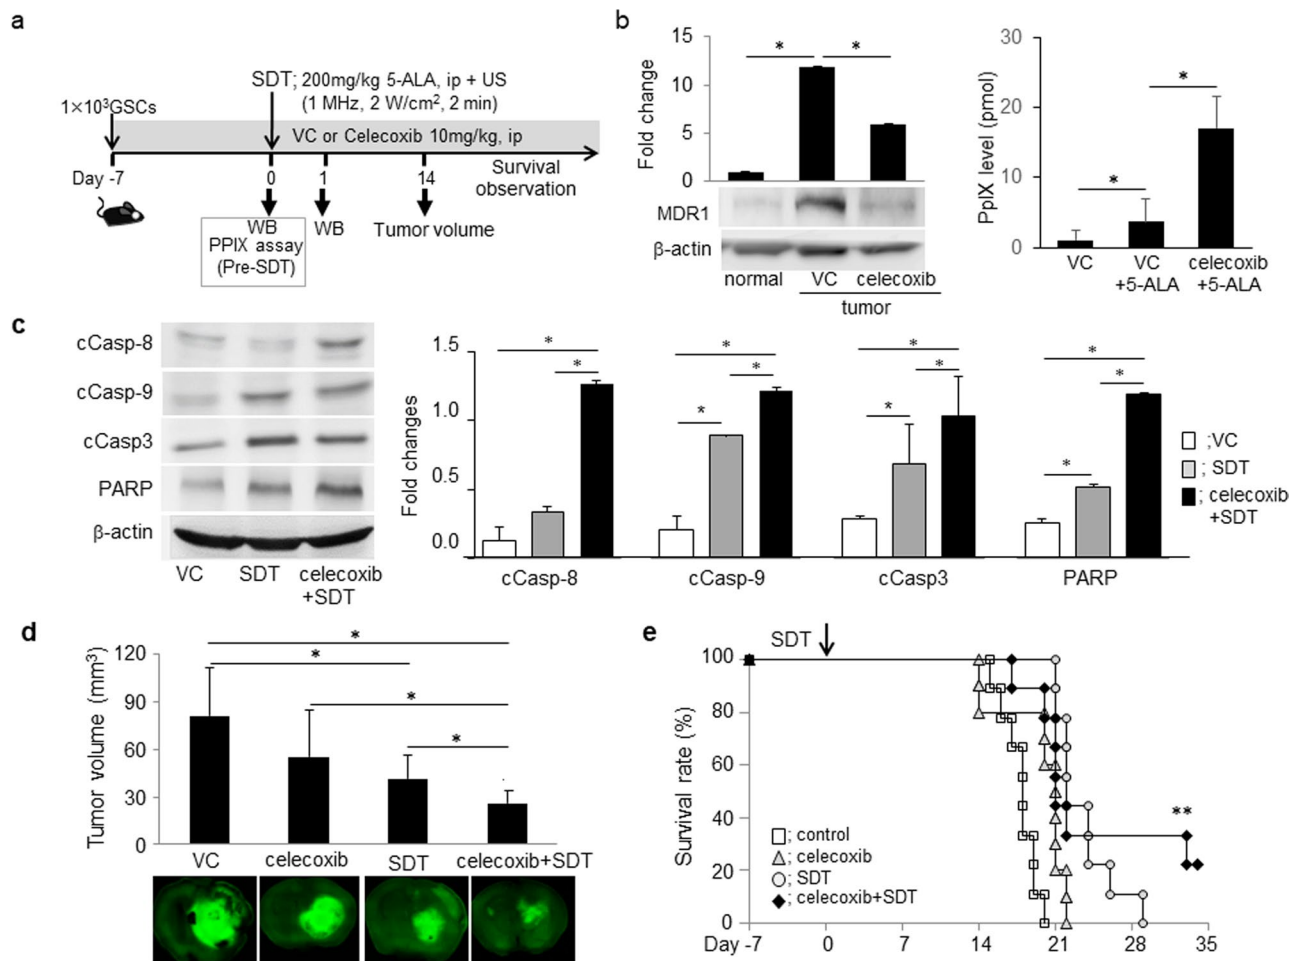 a
SDT; 200mg/kg 5-ALA, ip + US
(1 MHz, 2 W/cm², 2 min)
1×10³GSCs
VC or Celecoxib 10mg/kg, ip
Day -7
0
1
14
Survival
observation
WB
PPIX assay
(Pre-SDT)
WB
Tumor volume
b
Fold change
15
10
5
0
*
*
MDR1
β-actin
normal
VC
celecoxib
tumor
PpIX level (pmol)
30
20
10
0
*
*
VC
VC
+5-ALA
celecoxib
+5-ALA
c
cCasp-8
cCasp-9
cCasp3
PARP
β-actin
VC
SDT
celecoxib
+SDT
Fold changes
1.5
1.0
0.5
0.0
* *
* * *
* * *
* * *
cCasp-8
cCasp-9
cCasp3
PARP
;VC
; SDT
; celecoxib
+SDT
d
Tumor volume (mm³)
120
90
60
30
0
*
*
*
*
VC
celecoxib
SDT
celecoxib+SDT
e
SDT
Survival rate (%)
100
80
60
40
20
0
**
; control
; celecoxib
; SDT
; celecoxib+SDT
Day -7
0
7
14
21
28
35